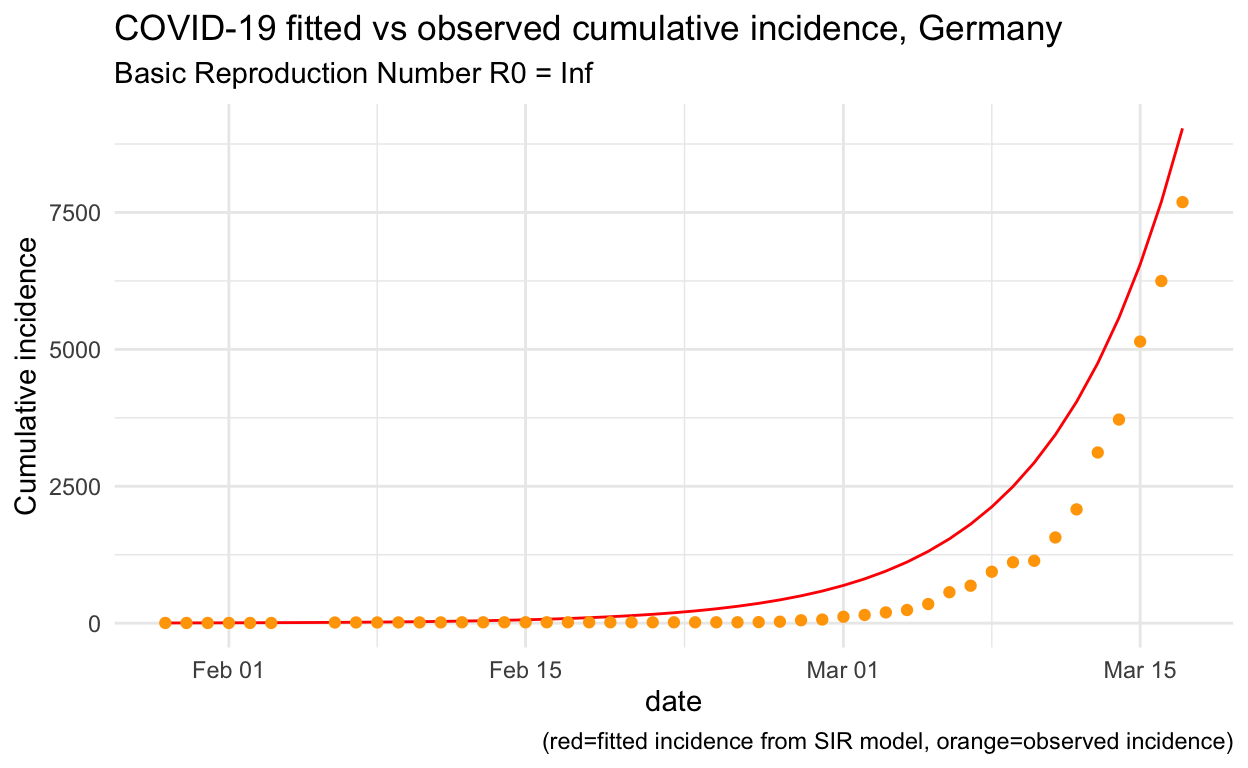 COVID-19 fitted vs observed cumulative incidence, Germany
Basic Reproduction Number R0 = Inf
Cumulative incidence
7500
5000
2500
0
Feb 01
Feb 15
Mar 01
Mar 15
date
(red=fitted incidence from SIR model, orange=observed incidence)